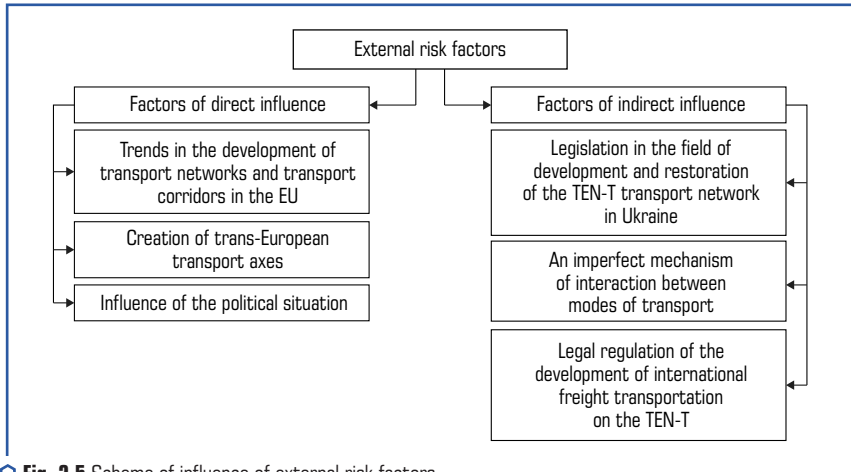 External risk factors
Factors of direct influence
Trends in the development of
transport networks and transport
corridors in the EU
Creation of trans-European
transport axes
Influence of the political situation
Factors of indirect influence
Legislation in the field of
development and restoration
of the TEN-T transport network
in Ukraine
An imperfect mechanism
of interaction between
modes of transport
Legal regulation of the
development of international
freight transportation
on the TEN-T
Fig. 2.5 Scheme of influence of external risk factors